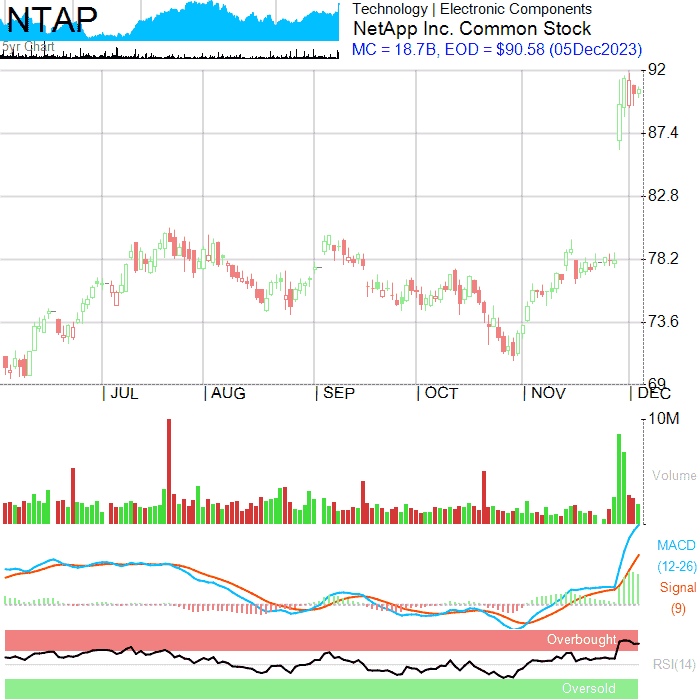 NTAP
5yr Chart
Technology | Electronic Components
NetApp Inc. Common Stock
MC = 18.7B, EOD = $90.58 (05Dec2023)
92
87.4
82.8
78.2
73.6
69
| JUL | AUG | SEP | OCT | NOV | DEC
10M
Volume
MACD
(12-26)
Signal
(9)
Overbought
RSI(14)
Oversold